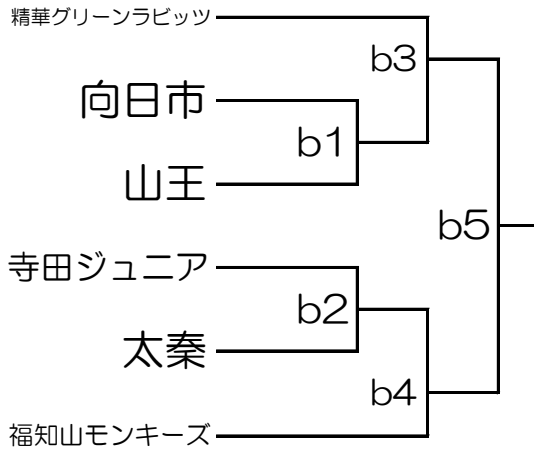 精華グリーンラビッツ
b3
向日市
b1
山王
b5
寺田ジュニア
b2
太秦
b4
福知山モンキーズ